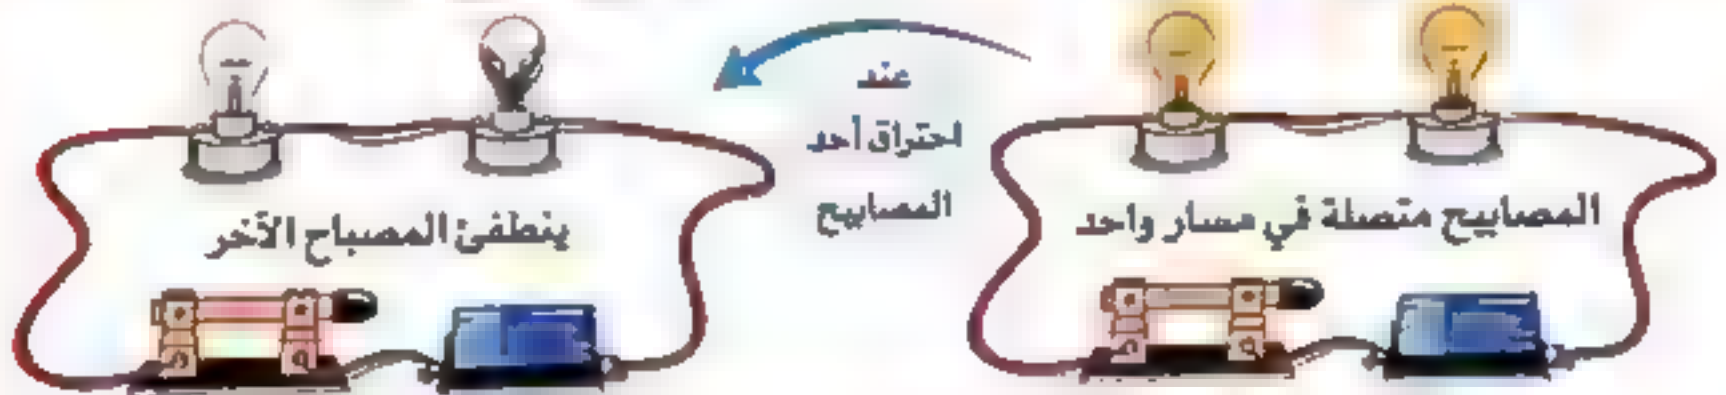 المصابيح متصلة في مسار واحد
عند
احتراق أحد
المصابيح
ينطفئ المصباح الآخر